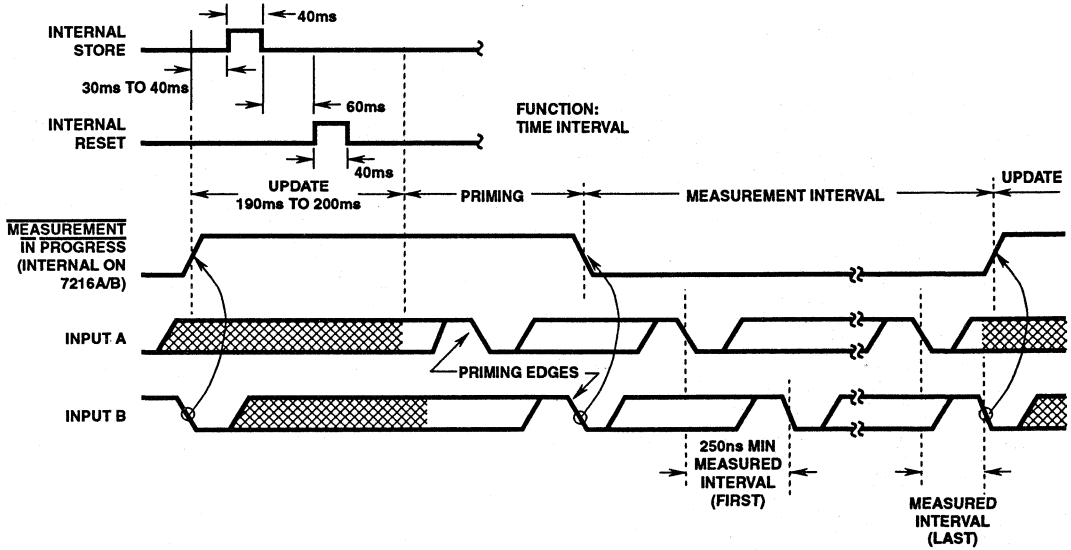 INTERNAL
STORE
40ms
30ms TO 40ms
60ms
INTERNAL
RESET
40ms
FUNCTION:
TIME INTERVAL
UPDATE
190ms TO 200ms
PRIMING
MEASUREMENT INTERVAL
UPDATE
MEASUREMENT
IN PROGRESS
(INTERNAL ON
7216A/B)
INPUT A
PRIMING EDGES
INPUT B
250ns MIN
MEASURED
INTERVAL
(FIRST)
MEASURED
INTERVAL
(LAST)